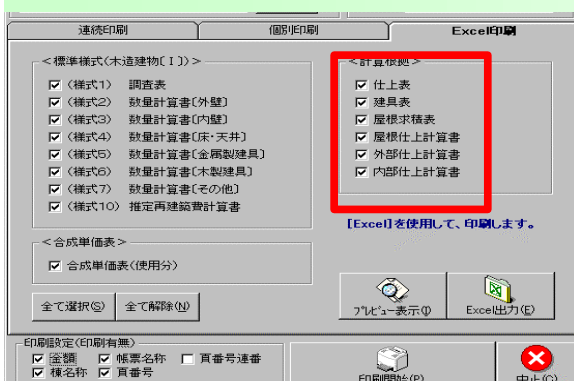 連続印刷
個別印刷
Excel印刷
<標準様式(木造建物[Ⅰ])>
(様式1) 調査表
(様式2) 数量計算書[外壁]
(様式3) 数量計算書[内壁]
(様式4) 数量計算書[床・天井]
(様式5) 数量計算書[金属製建具]
(様式6) 数量計算書[木製建具]
(様式7) 数量計算書[その他]
(様式10) 推定再建築費計算書
<計算根拠>
仕上表
建具表
屋根求積表
屋根仕上計算書
外部仕上計算書
内部仕上計算書
[Excel]を使用して、印刷します。
<合成単価表>
合成単価表(使用分)
全て選択(S)
全て解除(N)
ﾌﾟﾚﾋﾞｭｰ表示(I)
Excel出力(E)
印刷設定(印刷有無)
金額
帳票名称
頁番号連番
棟名称
頁番号
印刷開始(P)
中止(C)